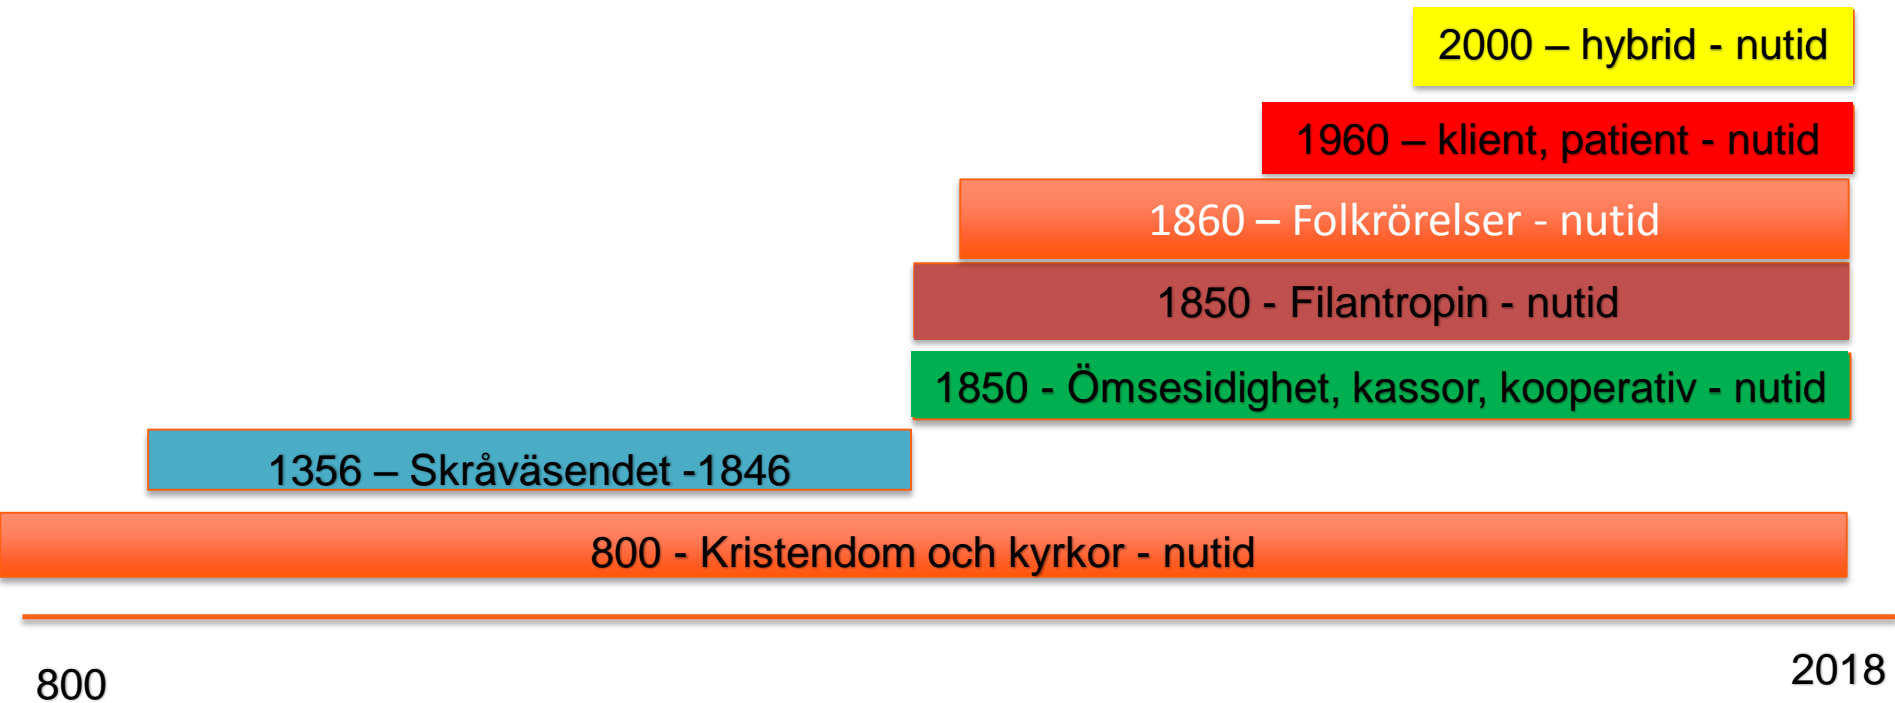 2000 – hybrid - nutid
1960 – klient, patient - nutid
1860 – Folkrörelser - nutid
1850 - Filantropin - nutid
1850 - Ömsesidighet, kassor, kooperativ - nutid
1356 – Skråväsendet -1846
800 - Kristendom och kyrkor - nutid
800
2018